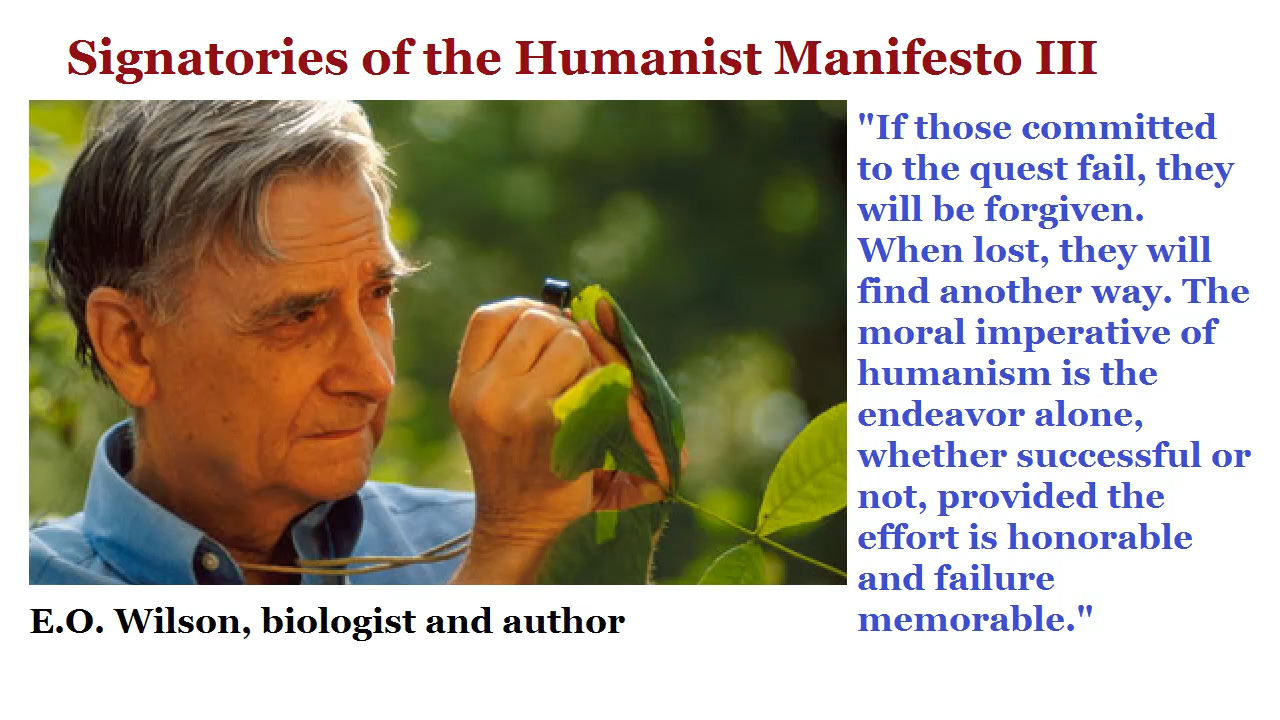 Signatories of the Humanist Manifesto III
"If those committed
to the quest fail, they
will be forgiven.
When lost, they will
find another way. The
moral imperative of
humanism is the
endeavor alone,
whether successful or
not, provided the
effort is honorable
and failure
memorable."
E.O. Wilson, biologist and author